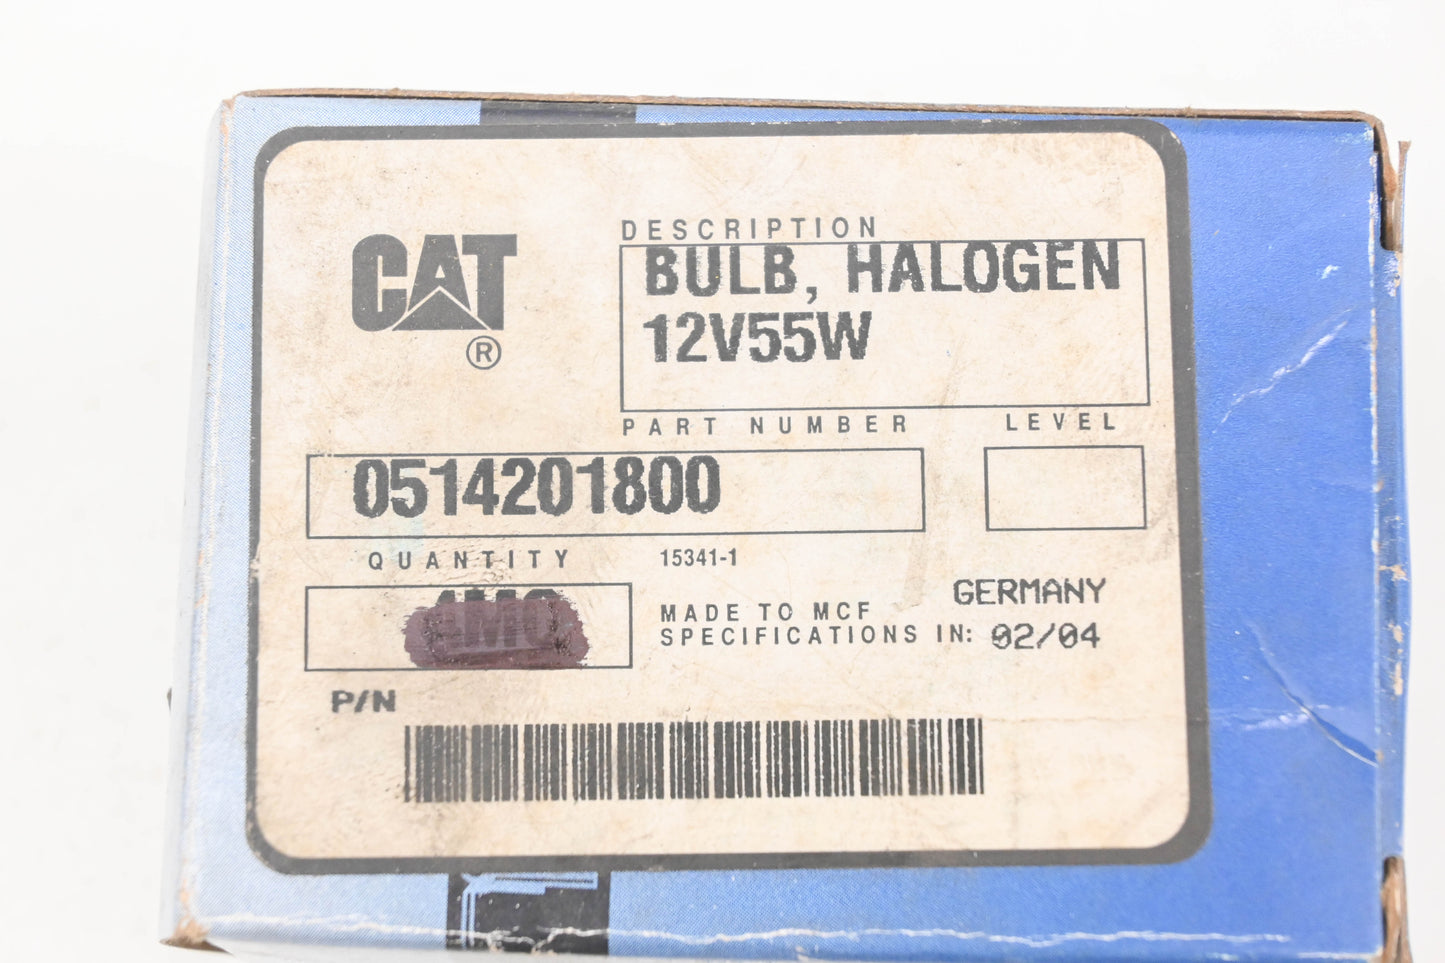 CAT
®
DESCRIPTION
BULB, HALOGEN
12V55W
PART NUMBER
LEVEL
0514201800
QUANTITY
15341-1
MADE TO MCF
SPECIFICATIONS IN:
GERMANY
02/04
P/N